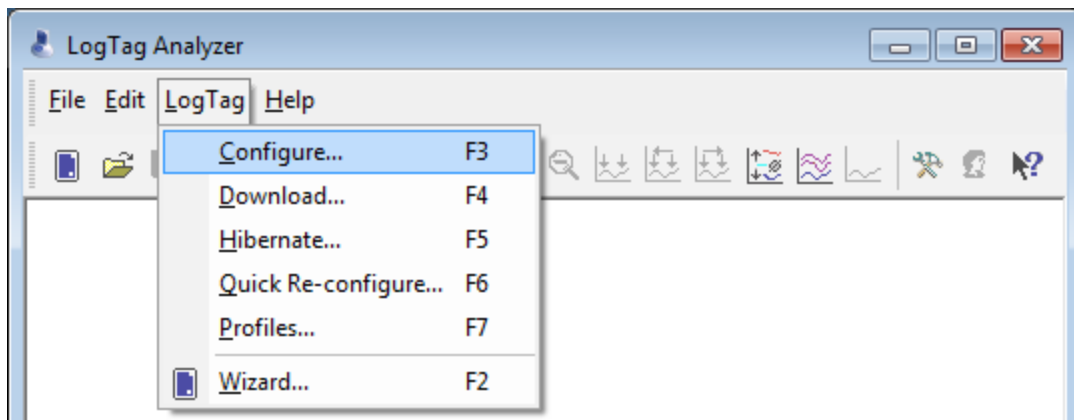 LogTag Analyzer
File Edit LogTag Help
Configure... F3
Download... F4
Hibernate... F5
Quick Re-configure... F6
Profiles... F7
Wizard... F2